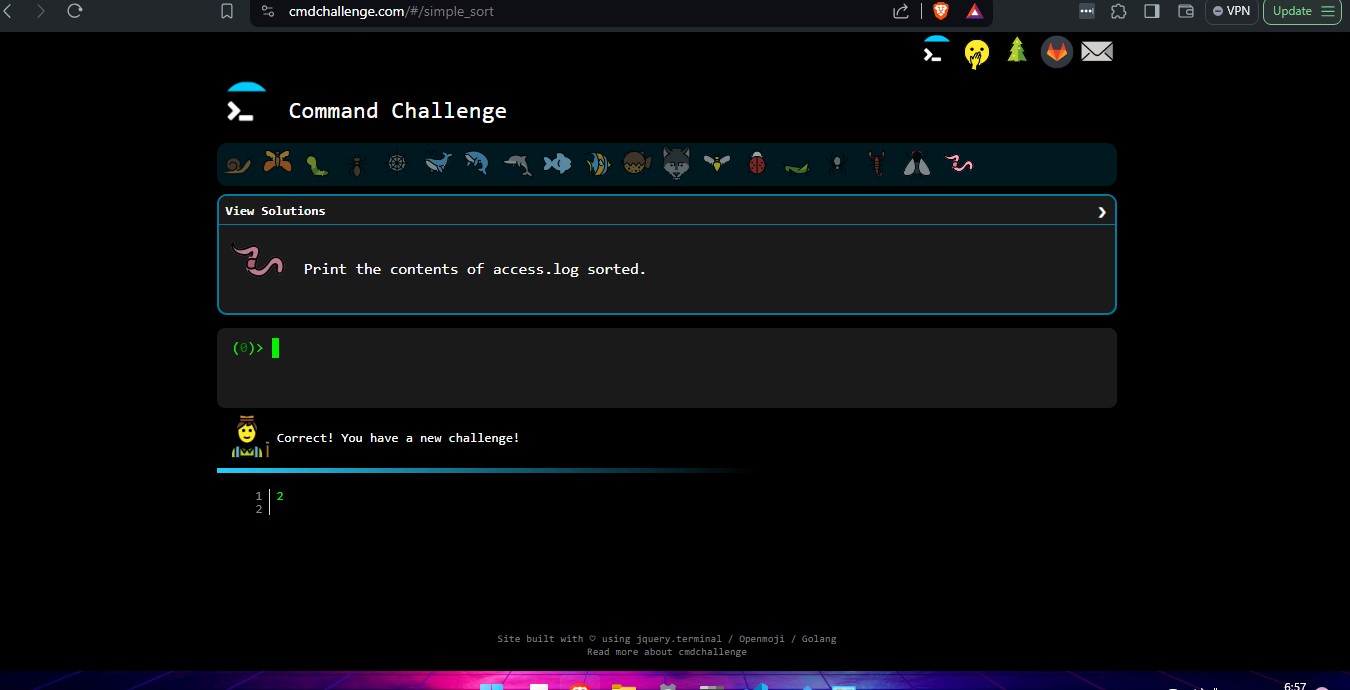 cmdchallenge.com/#/simple_sort
VPN
Update
Command Challenge
View Solutions
Print the contents of access.log sorted.
(0)>
Correct! You have a new challenge!
1 2
2
Site built with ♡ using jquery.terminal / Openmoji / Golang
Read more about cmdchallenge
6:57